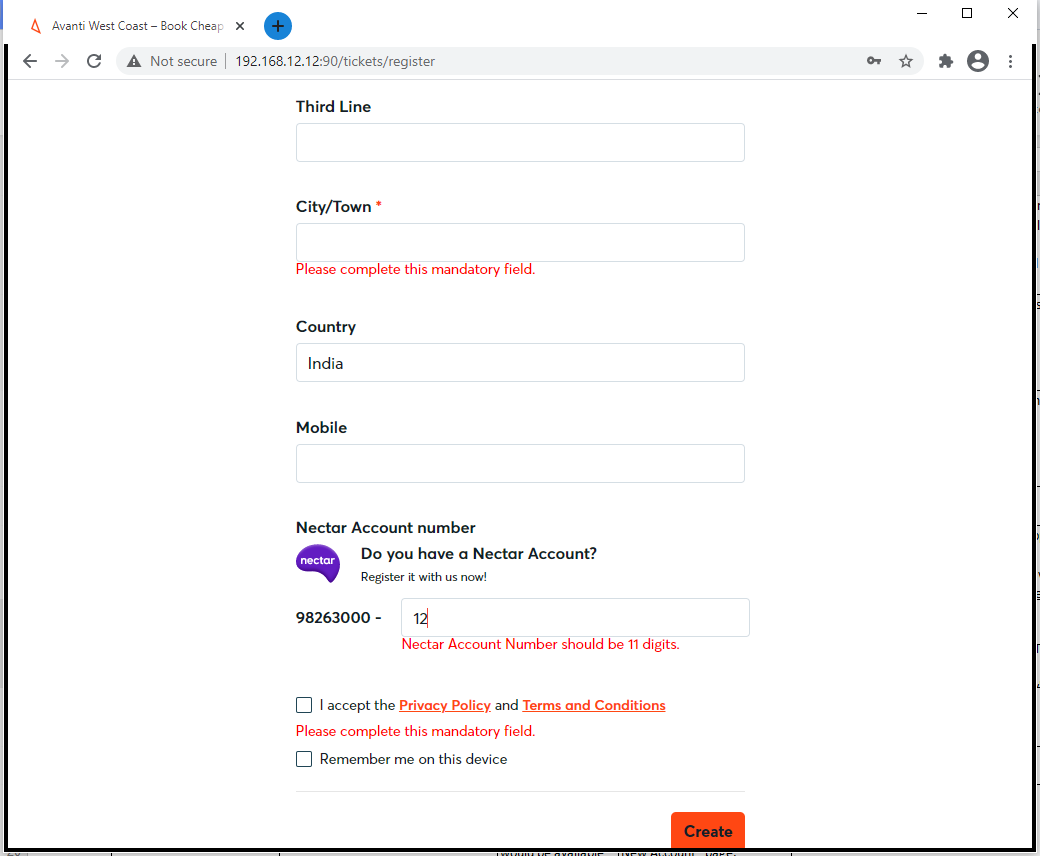 Avanti West Coast – Book Cheap
Not secure
192.168.12.12:90/tickets/register
Third Line
City/Town *
Please complete this mandatory field.
Country
India
Mobile
Nectar Account number
nectar
Do you have a Nectar Account?
Register it with us now!
98263000 -
12
Nectar Account Number should be 11 digits.
I accept the Privacy Policy and Terms and Conditions
Please complete this mandatory field.
Remember me on this device
Create